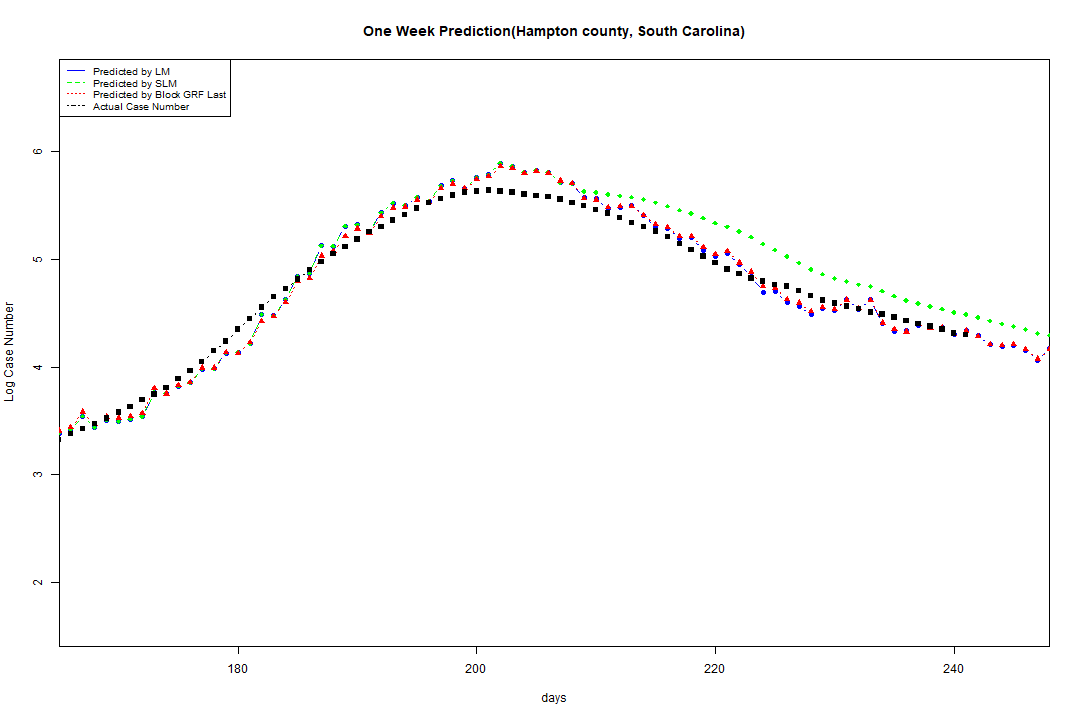 One Week Prediction(Hampton county, South Carolina)
Predicted by LM
Predicted by SLM
Predicted by Block GRF Last
Actual Case Number
6
5
4
3
2
Log Case Number
180 200 220 240
days